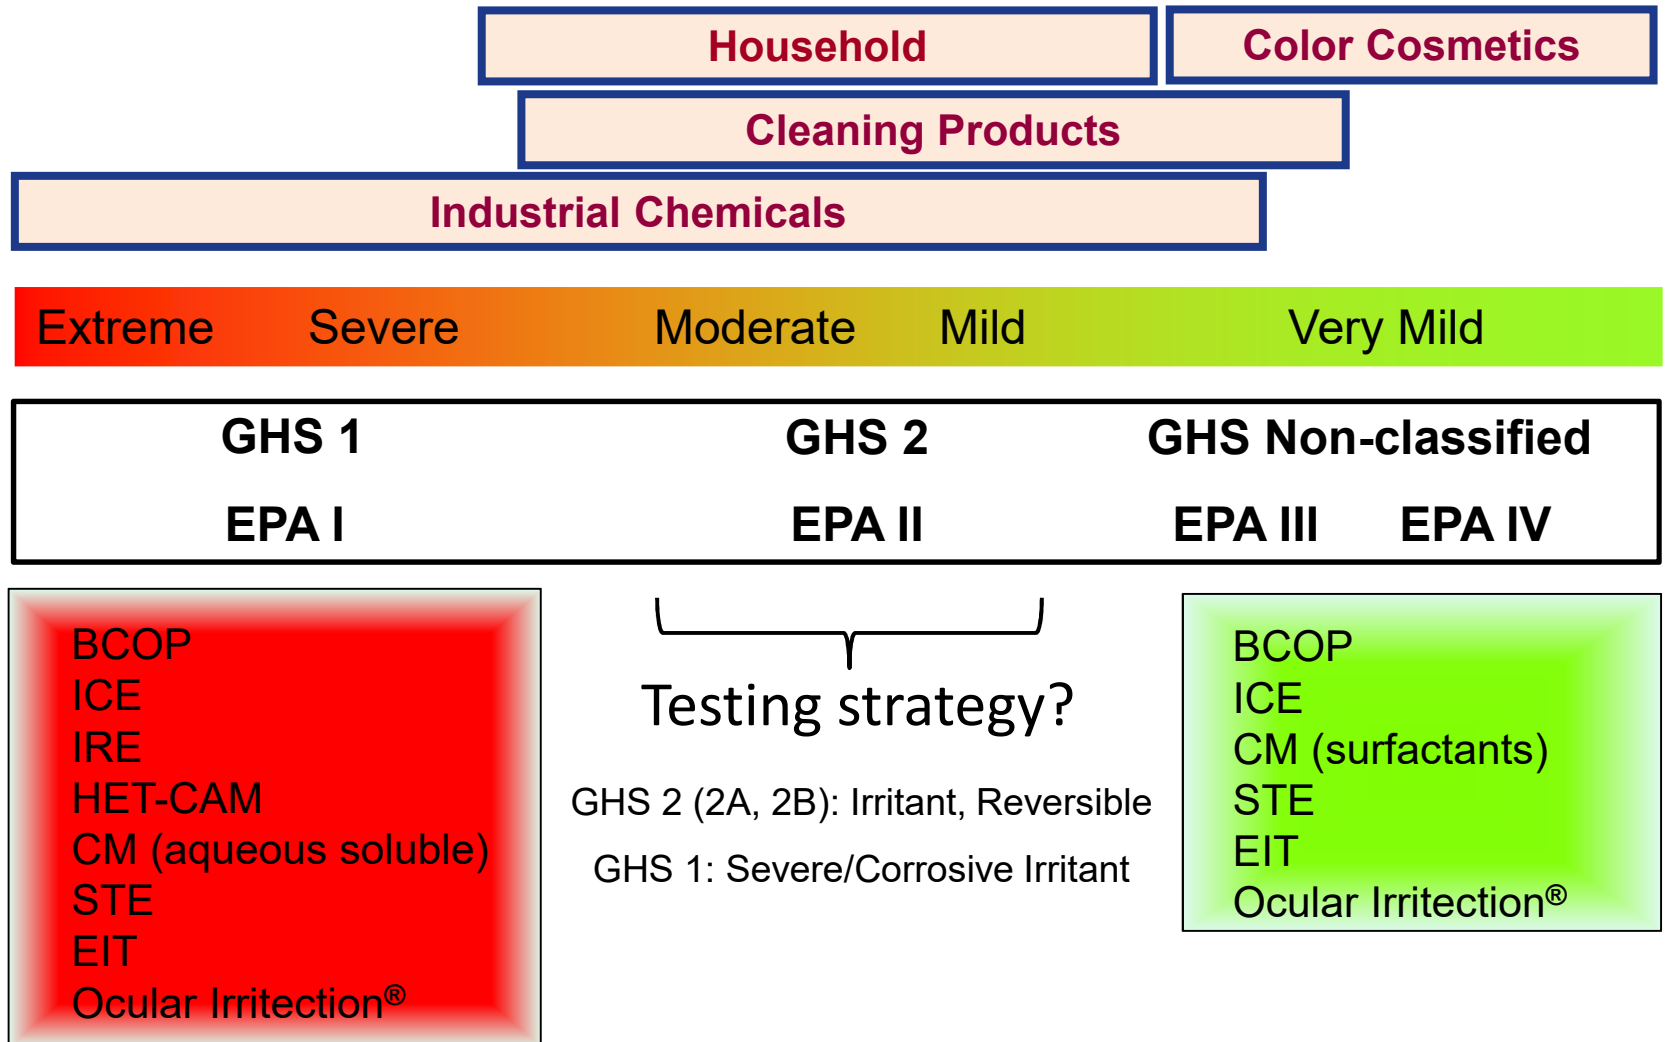 Household
Color Cosmetics
Cleaning Products
Industrial Chemicals
Extreme Severe Moderate Mild Very Mild
GHS 1 GHS 2 GHS Non-classified
EPA I EPA II EPA III EPA IV
BCOP
ICE
IRE
HET-CAM
CM (aqueous soluble)
STE
EIT
Ocular Irritection®
Testing strategy?
GHS 2 (2A, 2B): Irritant, Reversible
GHS 1: Severe/Corrosive Irritant
BCOP
ICE
CM (surfactants)
STE
EIT
Ocular Irritection®